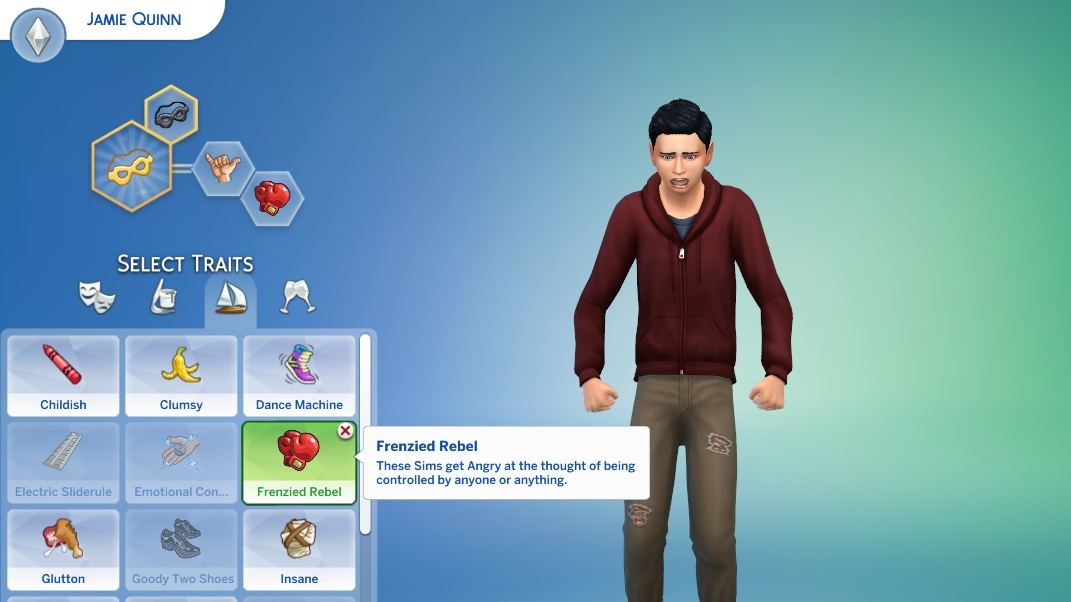 Jamie Quinn
Select Traits
Childish
Clumsy
Dance Machine
Electric Sliderule
Emotional Con...
Frenzied Rebel
Frenzied Rebel
These Sims get Angry at the thought of being
controlled by anyone or anything.
Glutton
Goody Two Shoes
Insane